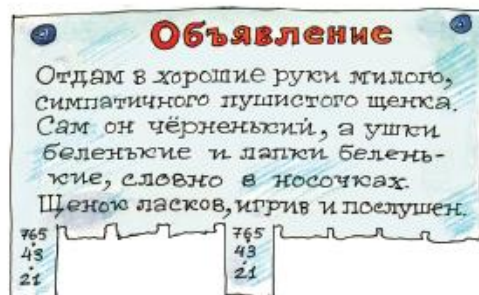 Объявление
Отдам в хорошие руки милого,
симпатичного пушистого щенка.
Сам он чёрненький, а ушки
беленькие и лапки белень-
кие, словно в носочках.
Щенок ласков, игрив и послушен.
765
43
21
765
43
21